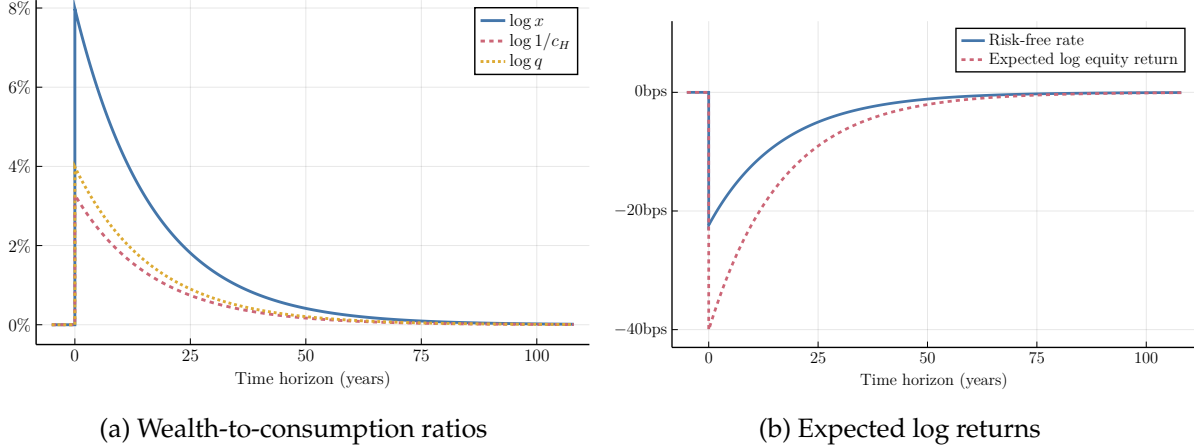 8%
6%
4%
2%
0%
log x
log 1/c_H
log q
0
25
50
75
100
Time horizon (years)
(a) Wealth-to-consumption ratios
0bps
−20bps
−40bps
Risk-free rate
Expected log equity return
0
25
50
75
100
Time horizon (years)
(b) Expected log returns